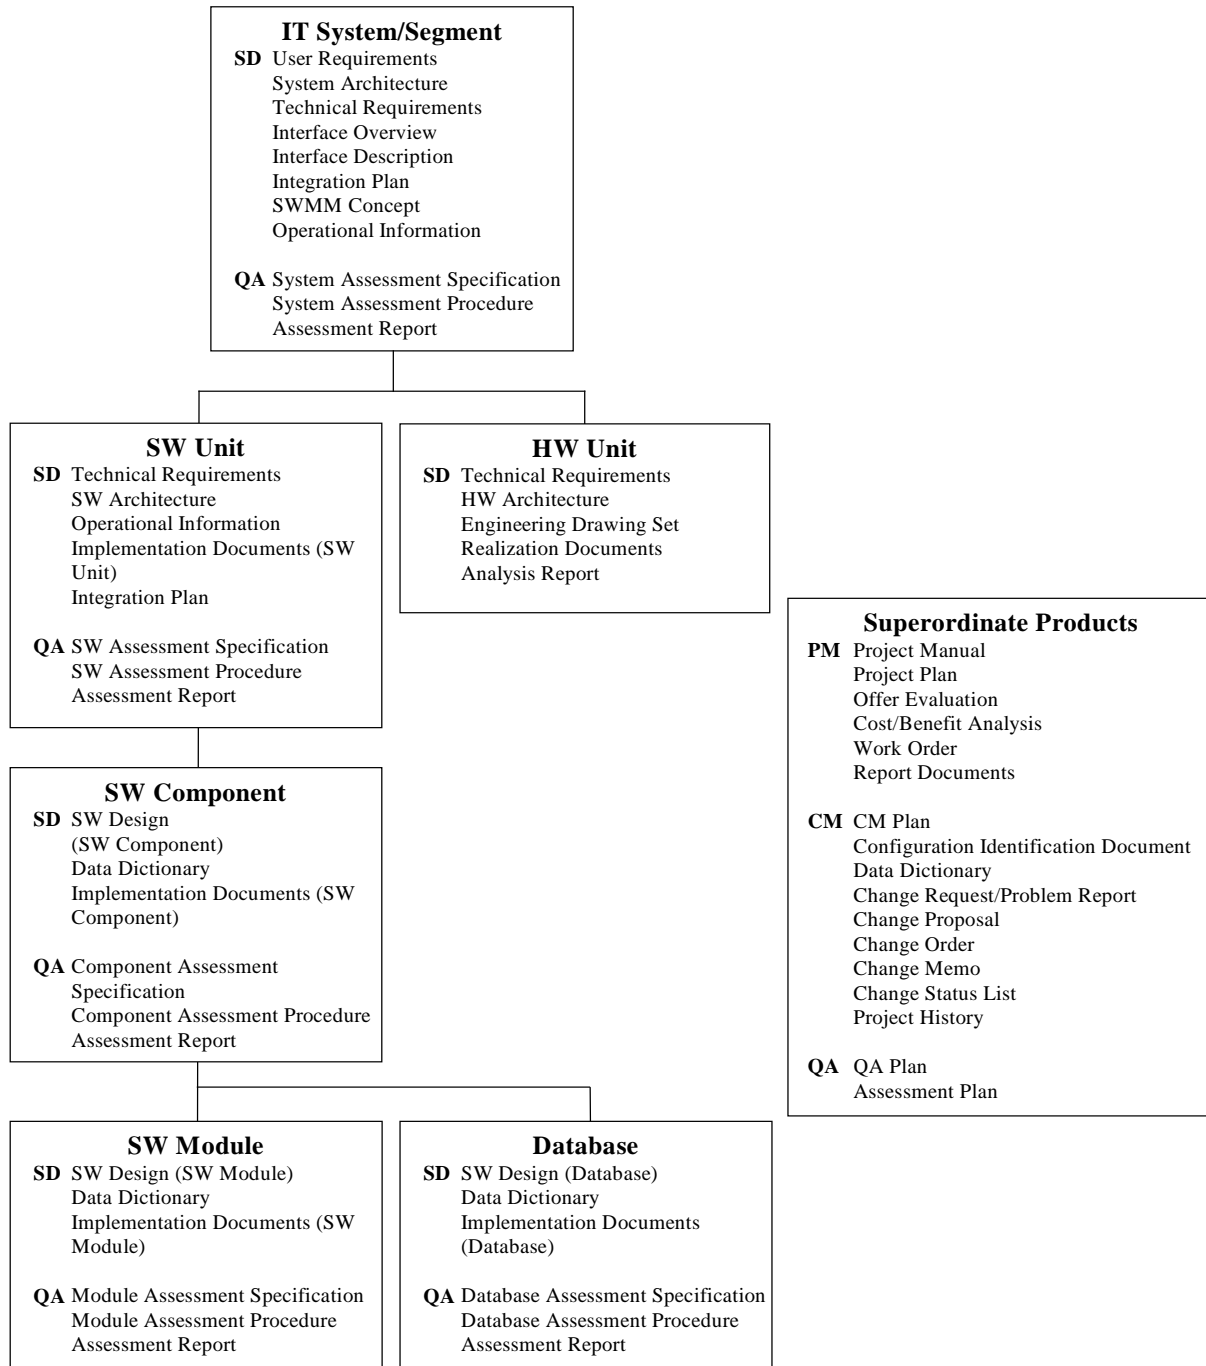 IT System/Segment
SD User Requirements
System Architecture
Technical Requirements
Interface Overview
Interface Description
Integration Plan
SWMM Concept
Operational Information
QA System Assessment Specification
System Assessment Procedure
Assessment Report
SW Unit
SD Technical Requirements
SW Architecture
Operational Information
Implementation Documents (SW
Unit)
Integration Plan
QA SW Assessment Specification
SW Assessment Procedure
Assessment Report
HW Unit
SD Technical Requirements
HW Architecture
Engineering Drawing Set
Realization Documents
Analysis Report
Superordinate Products
PM Project Manual
Project Plan
Offer Evaluation
Cost/Benefit Analysis
Work Order
Report Documents
CM CM Plan
Configuration Identification Document
Data Dictionary
Change Request/Problem Report
Change Proposal
Change Order
Change Memo
Change Status List
Project History
QA QA Plan
Assessment Plan
SW Component
SD SW Design
(SW Component)
Data Dictionary
Implementation Documents (SW
Component)
QA Component Assessment
Specification
Component Assessment Procedure
Assessment Report
SW Module
SD SW Design (SW Module)
Data Dictionary
Implementation Documents (SW
Module)
QA Module Assessment Specification
Module Assessment Procedure
Assessment Report
Database
SD SW Design (Database)
Data Dictionary
Implementation Documents
(Database)
QA Database Assessment Specification
Database Assessment Procedure
Assessment Report